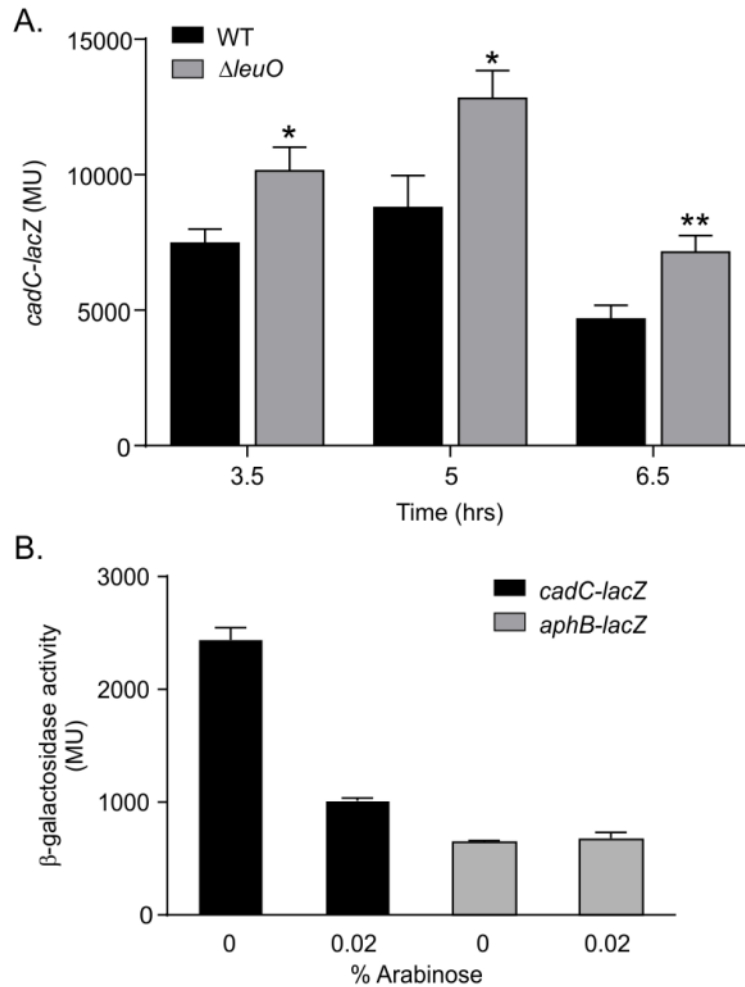 A.
15000
WT
ΔleuO
*
*
10000
**
cadC-lacZ (MU)
5000
0
3.5 5 6.5
Time (hrs)
B.
3000
cadC-lacZ
aphB-lacZ
2000
β-galactosidase activity
(MU)
1000
0
0 0.02 0 0.02
% Arabinose